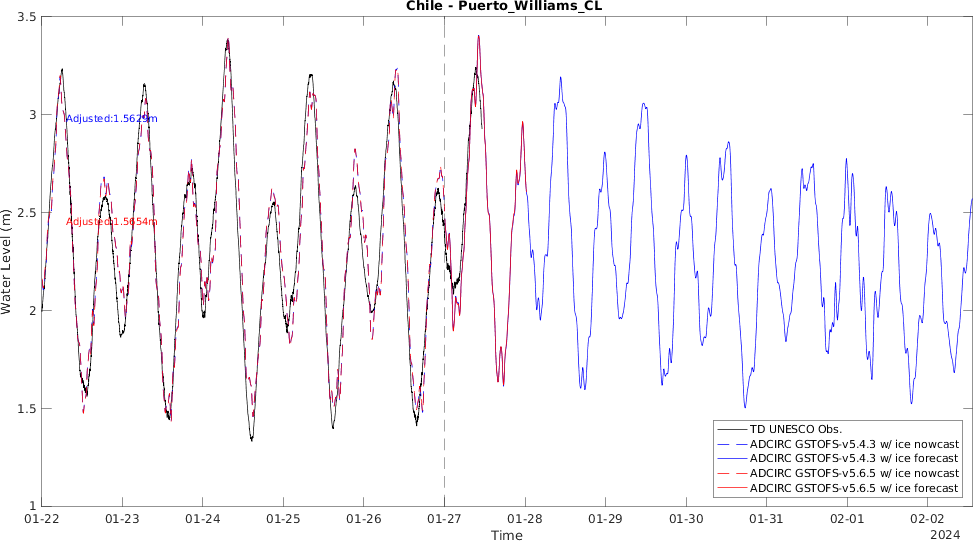 Chile - Puerto_Williams_CL
3.5
3
2.5
2
1.5
1
Water Level (m)
Adjusted:1.5629m
Adjusted:1.5654m
TD UNESCO Obs.
ADCIRC GSTOFS-v5.4.3 w/ ice nowcast
ADCIRC GSTOFS-v5.4.3 w/ ice forecast
ADCIRC GSTOFS-v5.6.5 w/ ice nowcast
ADCIRC GSTOFS-v5.6.5 w/ ice forecast
01-22 01-23 01-24 01-25 01-26 01-27 01-28 01-29 01-30 01-31 02-01 02-02
Time
2024